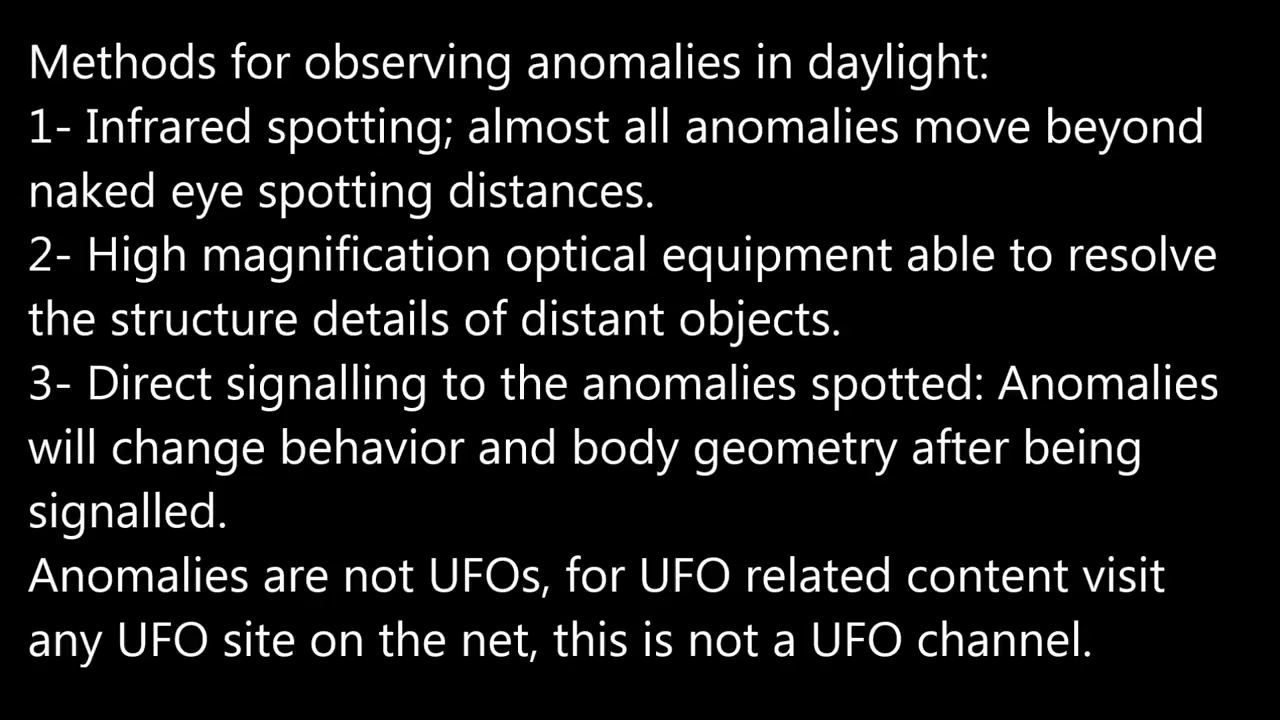 Methods for observing anomalies in daylight:
1- Infrared spotting; almost all anomalies move beyond
naked eye spotting distances.
2- High magnification optical equipment able to resolve
the structure details of distant objects.
3- Direct signalling to the anomalies spotted: Anomalies
will change behavior and body geometry after being
signalled.
Anomalies are not UFOs, for UFO related content visit
any UFO site on the net, this is not a UFO channel.